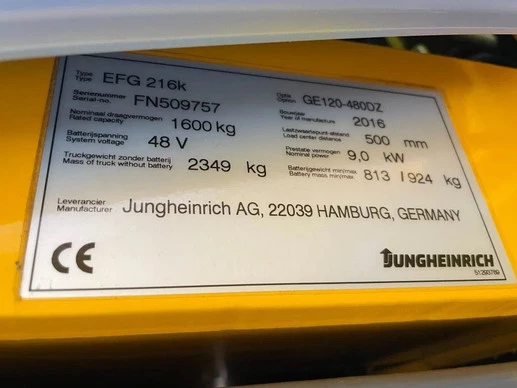 Type
Type EFG 216k
Optie
Option GE120-480DZ
Serienummer
Serial-no. FN509757
Bouwjaar
Year of manufacture 2016
Nominaal draagvermogen
Rated capacity 1600 kg
Lastzwaartepunt-afstand
Load center distance 500 mm
Batterijspanning
System voltage 48 V
Prestatie vermogen
Nominal power 9,0 kW
Truckgewicht zonder batterij
Mass of truck without battery 2349 kg
Batterijgewicht min/max
Battery mass min/max 813 / 924 kg
Leverancier
Manufacturer Jungheinrich AG, 22039 HAMBURG, GERMANY
CE
JUNGHEINRICH
51293789